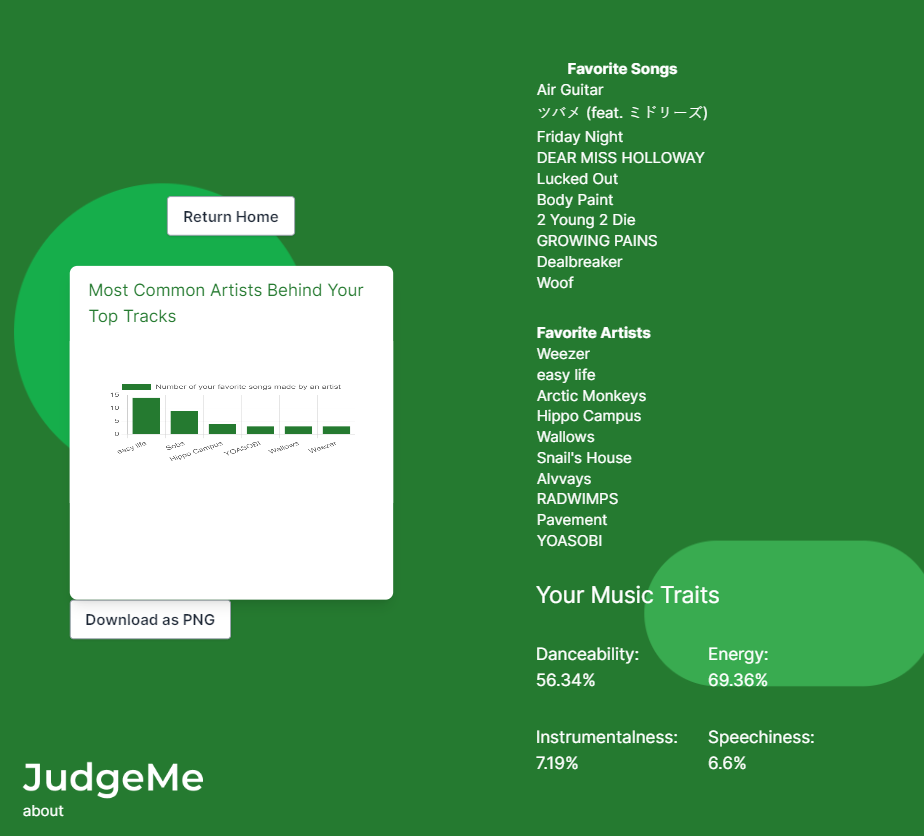 Return Home
Most Common Artists Behind Your
Top Tracks
Number of your favorite songs made by an artist
15
10
5
0
easy life
Soba
Hippo Campus
YOASOBI
Wallows
Weezer
Download as PNG
JudgeMe
about
Favorite Songs
Air Guitar
ツバメ (feat. ミドリーズ)
Friday Night
DEAR MISS HOLLOWAY
Lucked Out
Body Paint
2 Young 2 Die
GROWING PAINS
Dealbreaker
Woof
Favorite Artists
Weezer
easy life
Arctic Monkeys
Hippo Campus
Wallows
Snail's House
Alvvays
RADWIMPS
Pavement
YOASOBI
Your Music Traits
Danceability:
56.34%
Energy:
69.36%
Instrumentalness:
7.19%
Speechiness:
6.6%